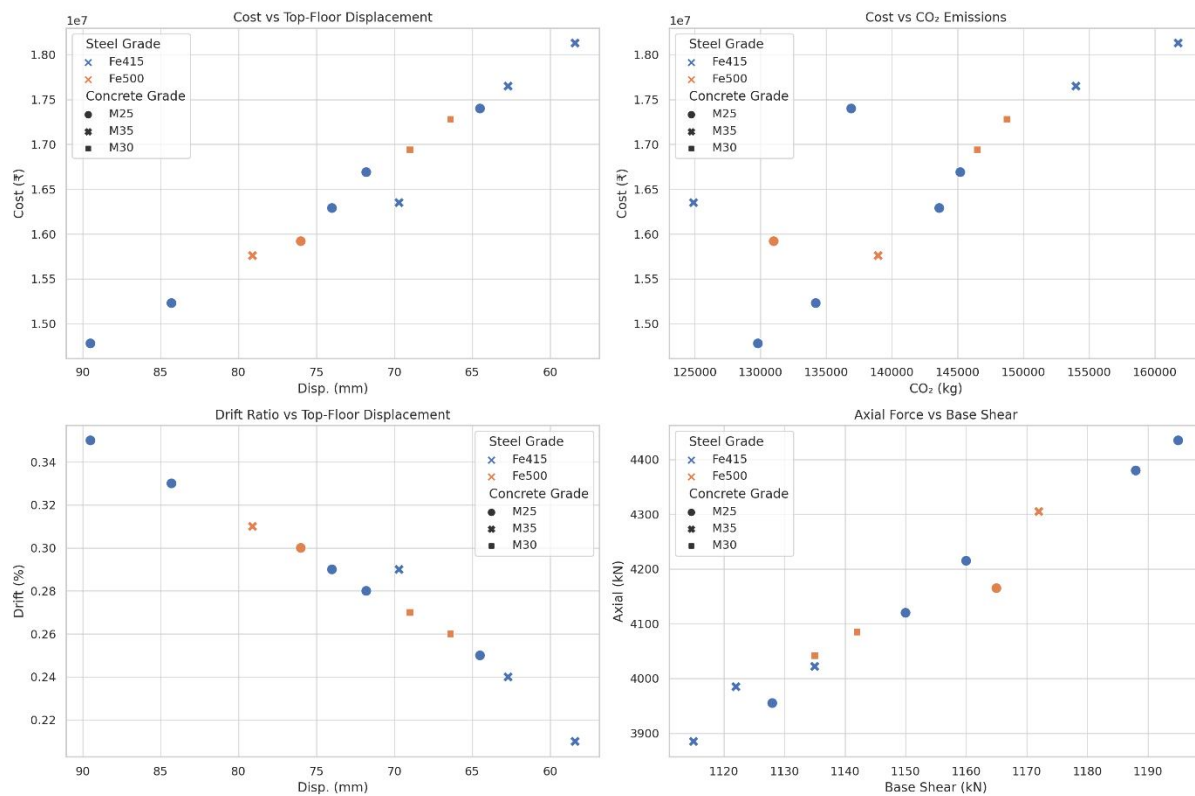 Cost vs Top-Floor Displacement
1e7
Steel Grade
Fe415
Fe500
Concrete Grade
M25
M35
M30
1.80
1.75
1.70
1.65
1.60
1.55
1.50
Cost (₹)
90 85 80 75 70 65 60
Disp. (mm)
Cost vs CO₂ Emissions
1e7
Steel Grade
Fe415
Fe500
Concrete Grade
M25
M35
M30
1.80
1.75
1.70
1.65
1.60
1.55
1.50
Cost (₹)
125000 130000 135000 140000 145000 150000 155000 160000
CO₂ (kg)
Drift Ratio vs Top-Floor Displacement
Steel Grade
Fe415
Fe500
Concrete Grade
M25
M35
M30
0.34
0.32
0.30
0.28
0.26
0.24
0.22
Drift (%)
90 85 80 75 70 65 60
Disp. (mm)
Axial Force vs Base Shear
Steel Grade
Fe415
Fe500
Concrete Grade
M25
M35
M30
4400
4300
4200
4100
4000
3900
Axial (kN)
1120 1130 1140 1150 1160 1170 1180 1190
Base Shear (kN)